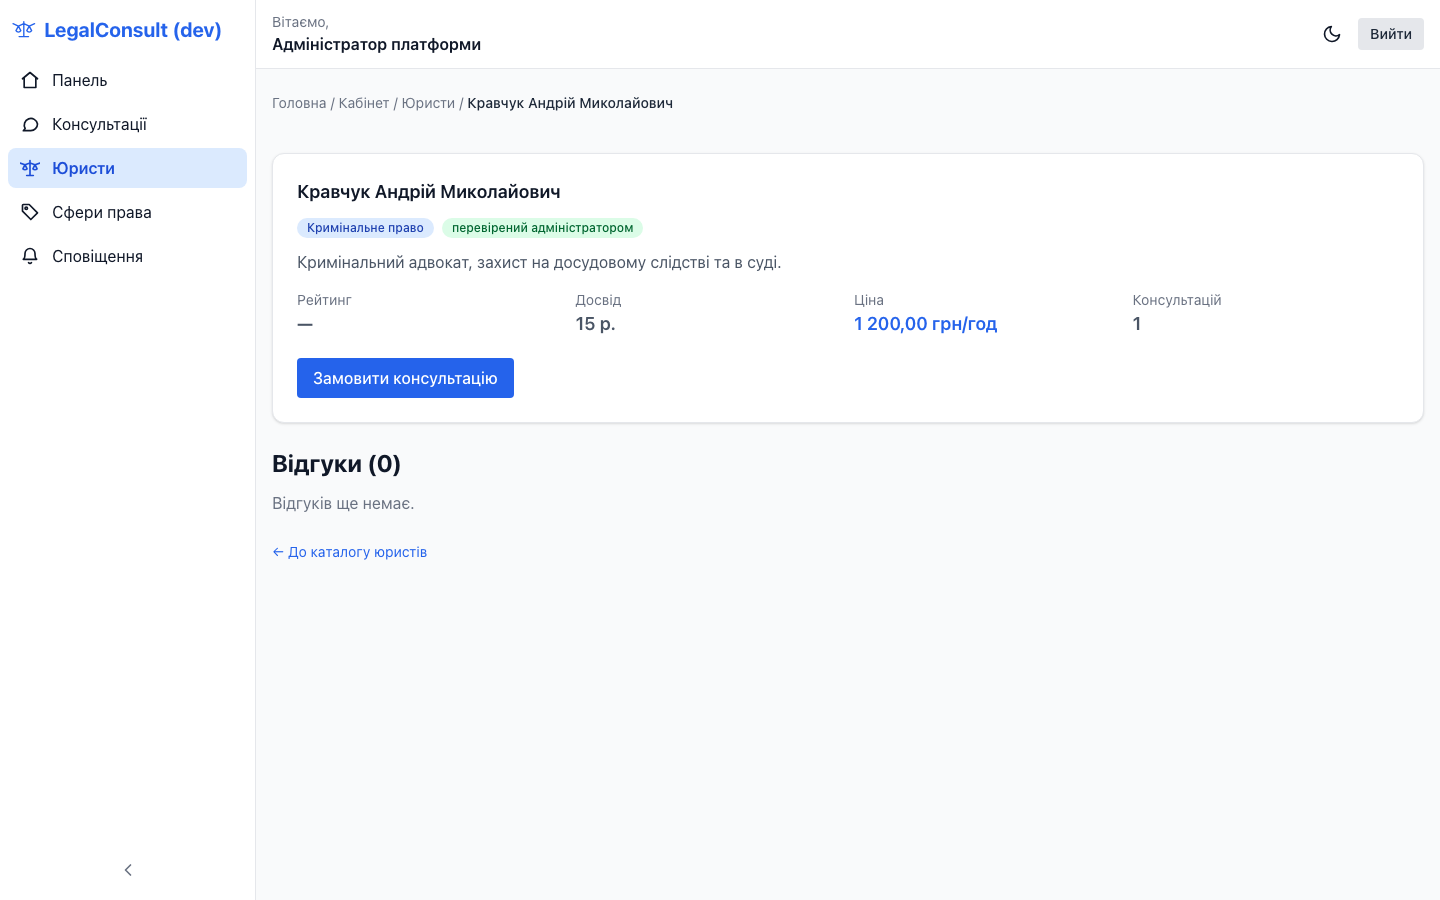 LegalConsult (dev)
Панель
Консультації
Юристи
Сфери права
Сповіщення
Вітаємо,
Адміністратор платформи
Вийти
Головна / Кабінет / Юристи / Кравчук Андрій Миколайович
Кравчук Андрій Миколайович
Кримінальне право
перевірений адміністратором
Кримінальний адвокат, захист на досудовому слідстві та в суді.
Рейтинг
—
Досвід
15 р.
Ціна
1 200,00 грн/год
Консультацій
1
Замовити консультацію
Відгуки (0)
Відгуків ще немає.
← До каталогу юристів